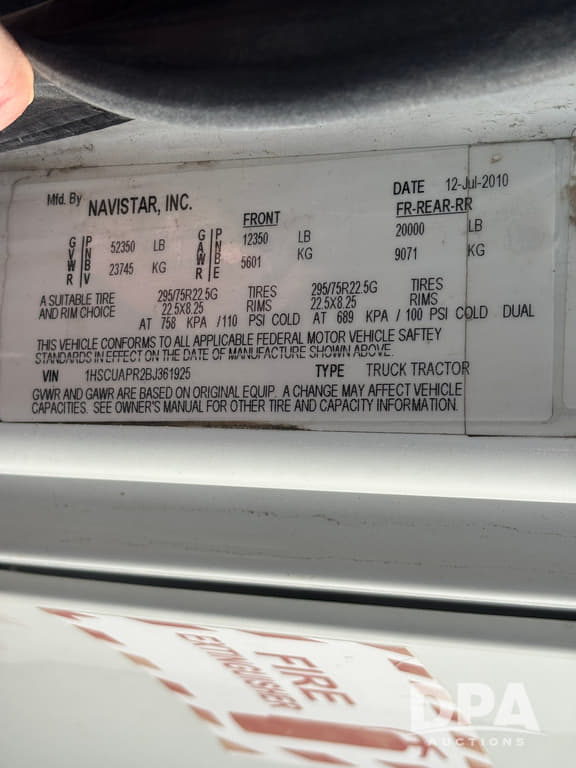 Mfd. By NAVISTAR, INC. DATE 12-Jul-2010
FRONT FR-REAR-RR
GVWR PNBV 52350 LB GAWR PNBE 12350 LB 20000 LB
23745 KG 5601 KG 9071 KG
A SUITABLE TIRE 295/75R22.5G TIRES 295/75R22.5G TIRES
AND RIM CHOICE 22.5X8.25 RIMS 22.5X8.25 RIMS
AT 758 KPA /110 PSI COLD AT 689 KPA / 100 PSI COLD DUAL
THIS VEHICLE CONFORMS TO ALL APPLICABLE FEDERAL MOTOR VEHICLE SAFTEY
STANDARDS IN EFFECT ON THE DATE OF MANUFACTURE SHOWN ABOVE.
VIN 1HSCUAPR2BJ361925 TYPE TRUCK TRACTOR
GVWR AND GAWR ARE BASED ON ORIGINAL EQUIP. A CHANGE MAY AFFECT VEHICLE
CAPACITIES. SEE OWNER'S MANUAL FOR OTHER TIRE AND CAPACITY INFORMATION.
FIRE
EXTINGUISHER
DPA
AUCTIONS